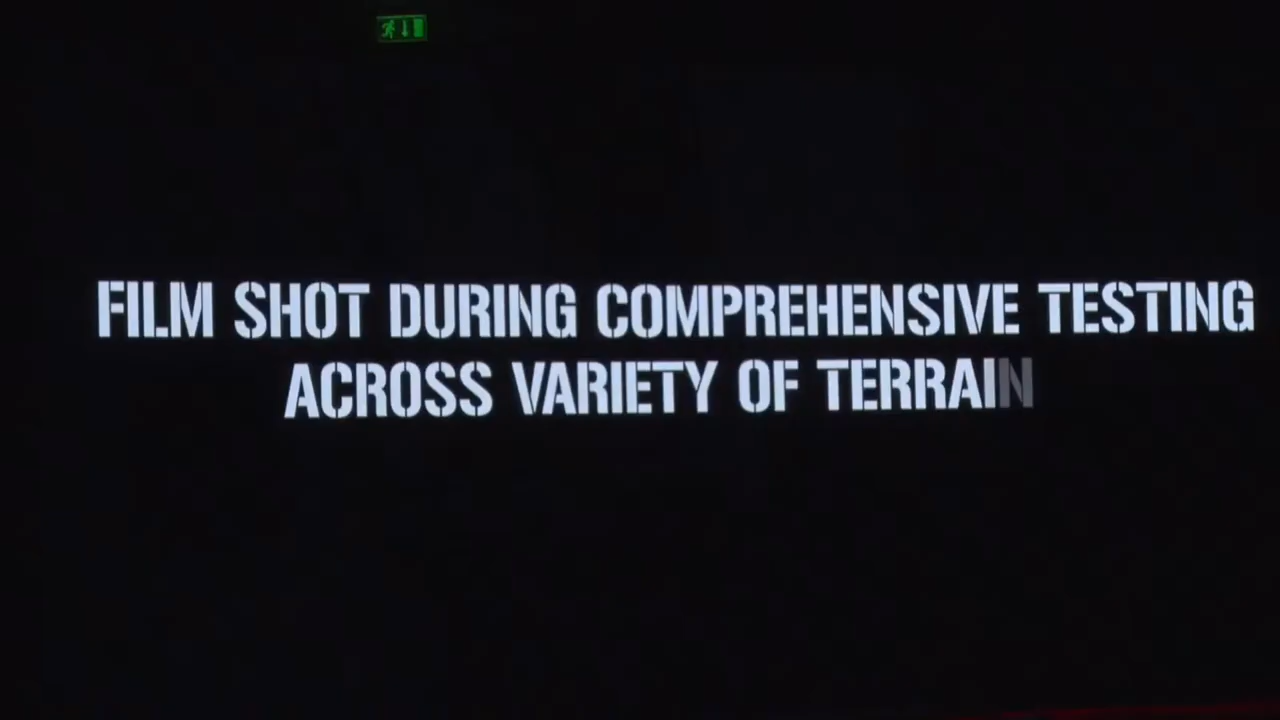 FILM SHOT DURING COMPREHENSIVE TESTING
ACROSS VARIETY OF TERRAIN